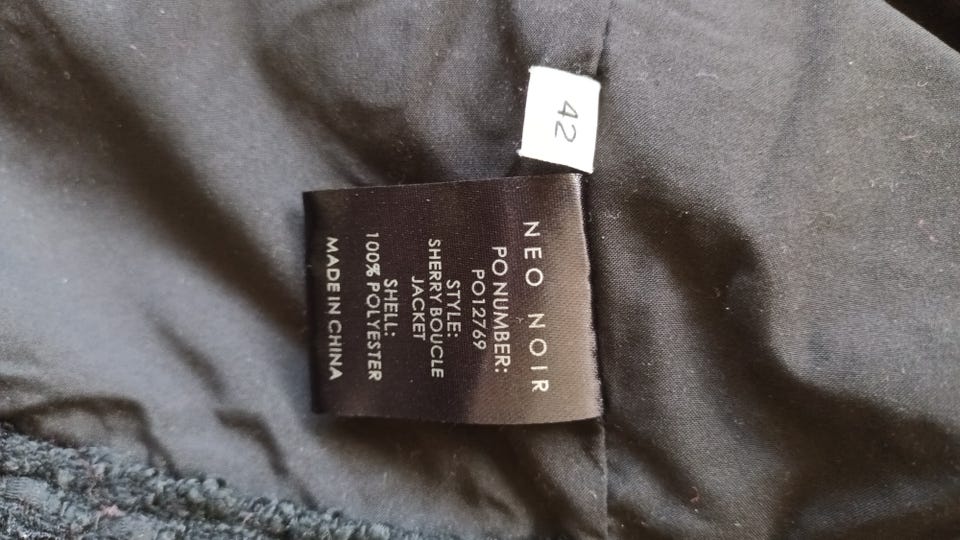 42
NEO NOIR
PO NUMBER:
PO12769
STYLE:
SHERRY BOUCLE
JACKET
SHELL:
100% POLYESTER
MADE IN CHINA